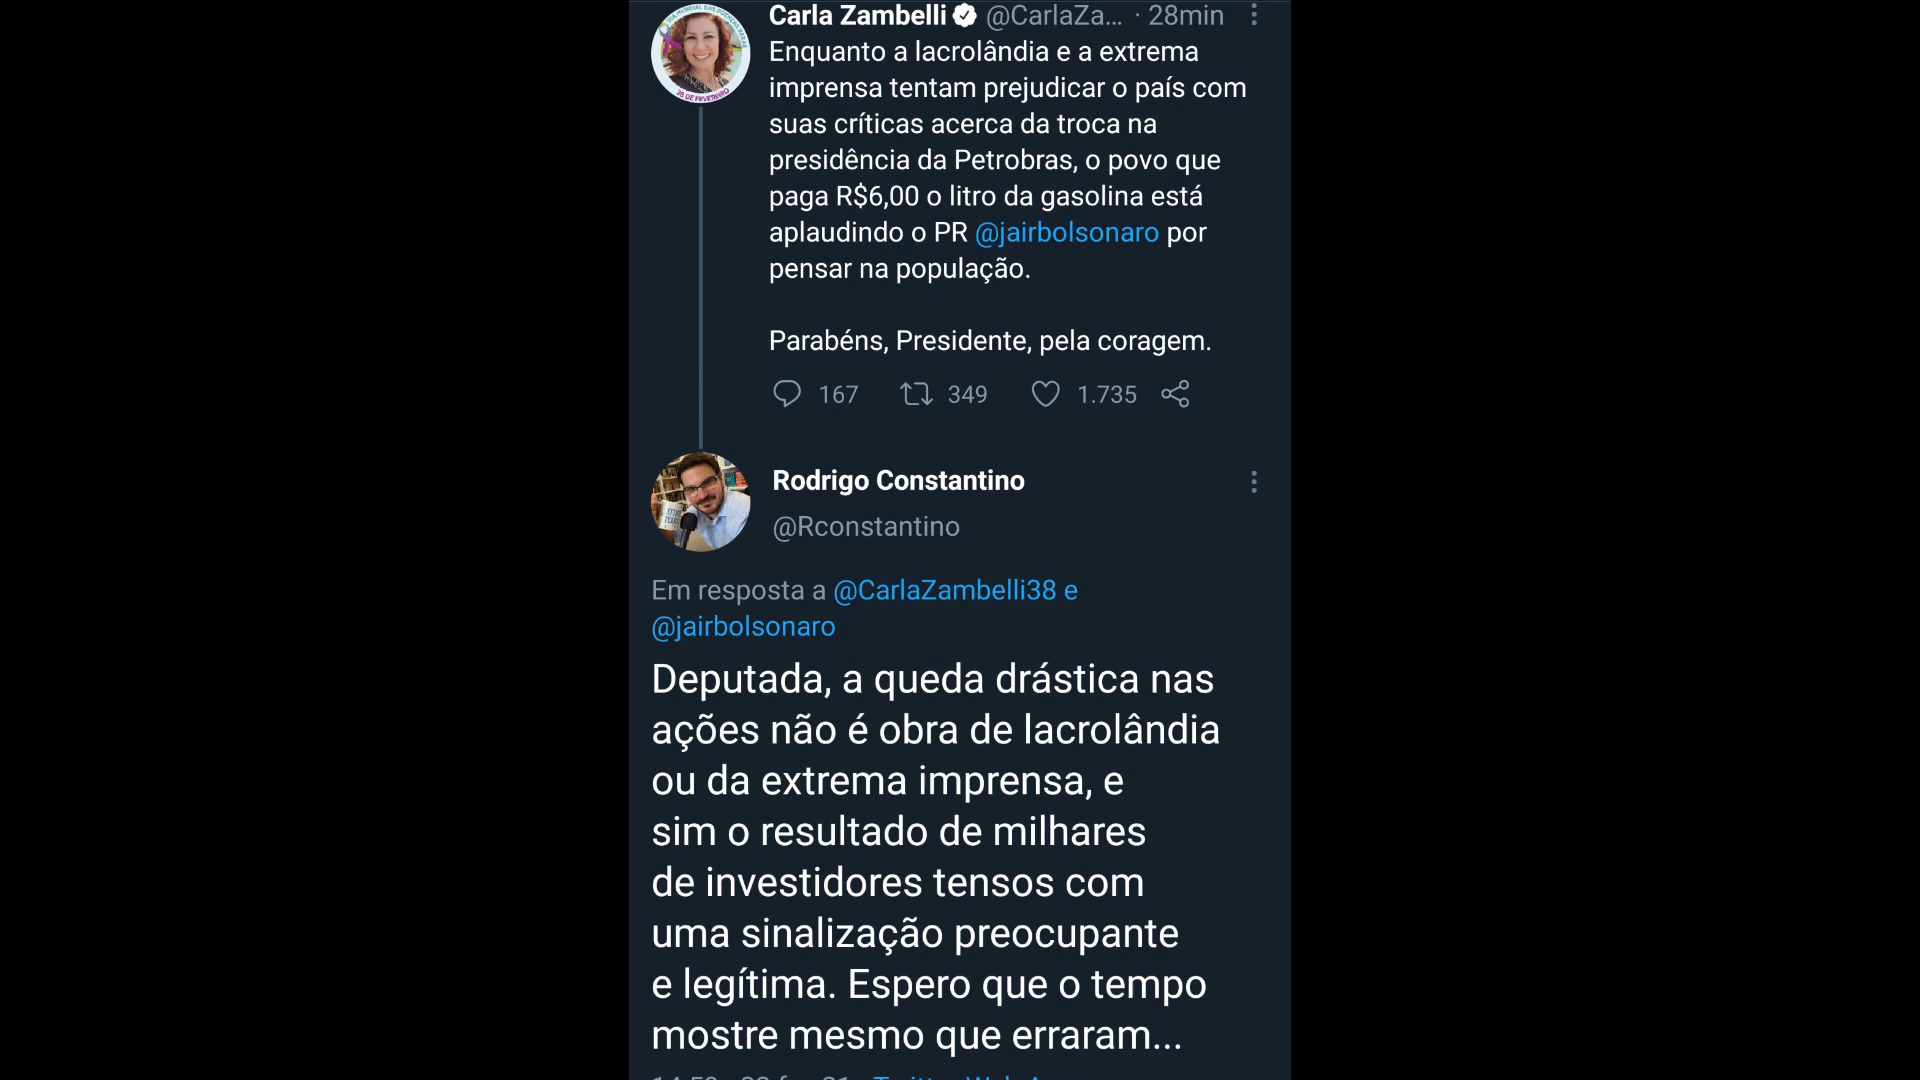 Carla Zambelli @CarlaZa... · 28min
Enquanto a lacrolândia e a extrema
imprensa tentam prejudicar o país com
suas críticas acerca da troca na
presidência da Petrobras, o povo que
paga R$6,00 o litro da gasolina está
aplaudindo o PR @jairbolsonaro por
pensar na população.
Parabéns, Presidente, pela coragem.
167 349 1.735
Rodrigo Constantino
@Rconstantino
Em resposta a @CarlaZambelli38 e
@jairbolsonaro
Deputada, a queda drástica nas
ações não é obra de lacrolândia
ou da extrema imprensa, e
sim o resultado de milhares
de investidores tensos com
uma sinalização preocupante
e legítima. Espero que o tempo
mostre mesmo que erraram...